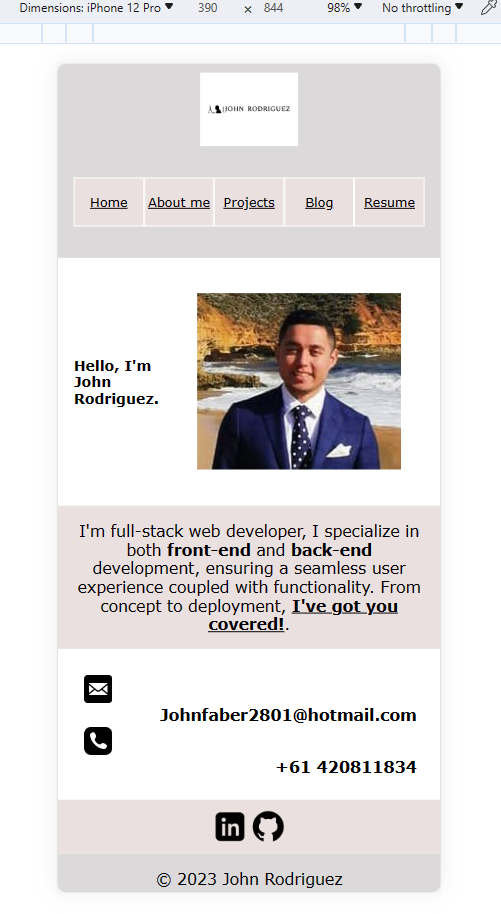 Dimensions: iPhone 12 Pro ▼ 390 × 844 98% ▼ No throttling ▼
JOHN RODRIGUEZ
Home About me Projects Blog Resume
Hello, I'm
John
Rodriguez.
I'm full-stack web developer, I specialize in
both front-end and back-end
development, ensuring a seamless user
experience coupled with functionality. From
concept to deployment, I've got you
covered!.
Johnfaber2801@hotmail.com
+61 420811834
in
© 2023 John Rodriguez